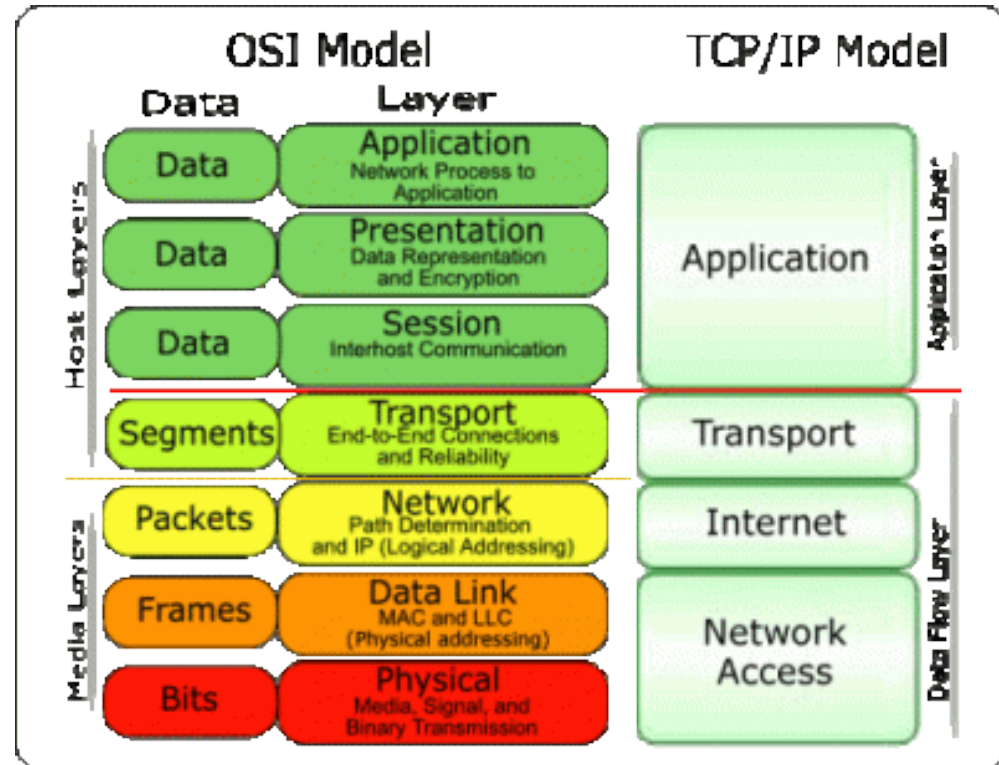 OSI Model
TCP/IP Model
Data
Layer
Host Layers
Data
Application
Network Process to
Application
Data
Presentation
Data Representation
and Encryption
Data
Session
Interhost Communication
Application
Application Layer
Segments
Transport
End-to-End Connections
and Reliability
Transport
Media Layers
Packets
Network
Path Determination
and IP (Logical Addressing)
Internet
Frames
Data Link
MAC and LLC
(Physical addressing)
Bits
Physical
Media, Signal, and
Binary Transmission
Network
Access
Data Flow Layer